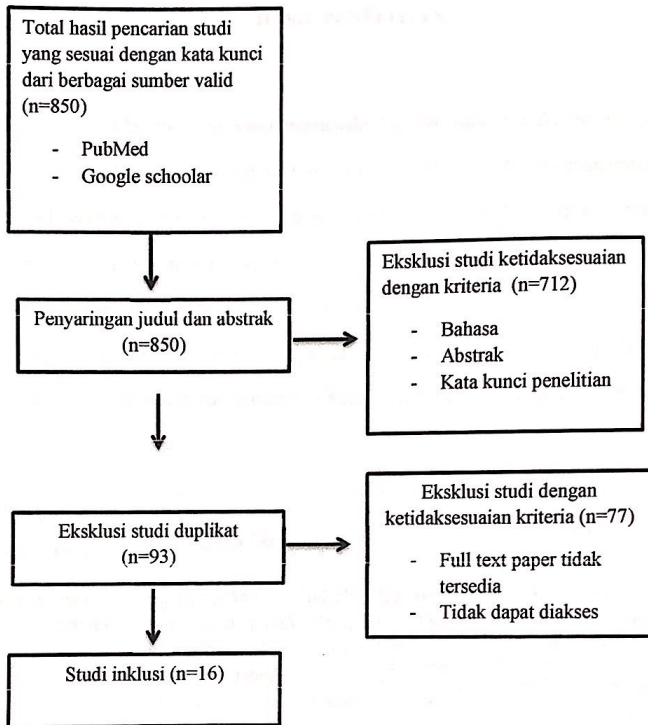 Total hasil pencarian studi
yang sesuai dengan kata kunci
dari berbagai sumber valid
(n=850)
- PubMed
- Google schoolar
Penyaringan judul dan abstrak
(n=850)
Eksklusi studi ketidaksesuaian
dengan kriteria (n=712)
- Bahasa
- Abstrak
- Kata kunci penelitian
Eksklusi studi duplikat
(n=93)
Eksklusi studi dengan
ketidaksesuaian kriteria (n=77)
- Full text paper tidak
tersedia
- Tidak dapat diakses
Studi inklusi (n=16)